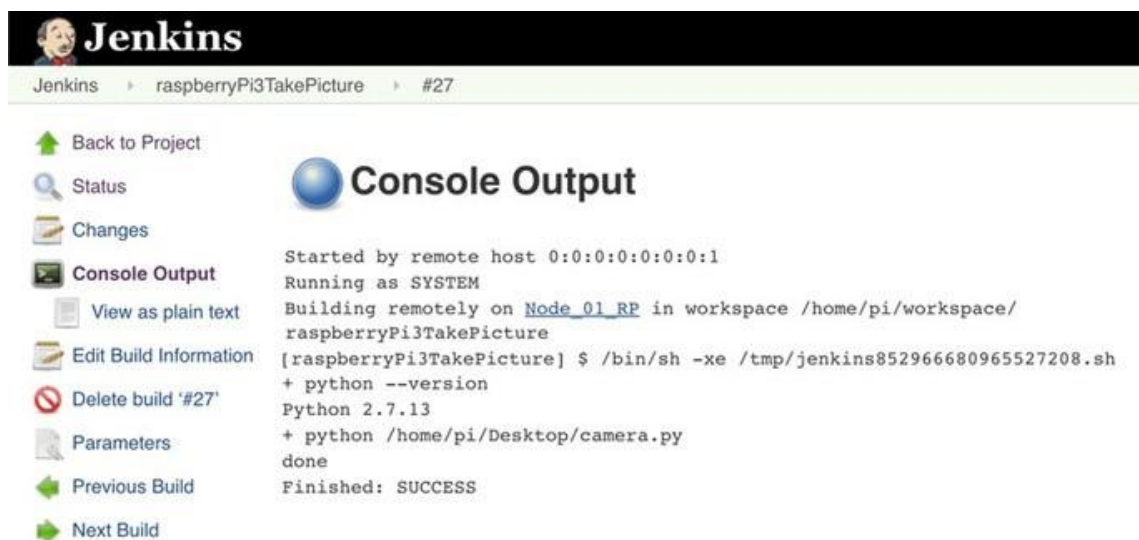 Jenkins
Jenkins raspberryPi3TakePicture #27
Back to Project
Status
Changes
Console Output
View as plain text
Edit Build Information
Delete build ‘#27’
Parameters
Previous Build
Next Build
Console Output
Started by remote host 0:0:0:0:0:0:0:1
Running as SYSTEM
Building remotely on Node_01_RP in workspace /home/pi/workspace/
raspberryPi3TakePicture
[raspberryPi3TakePicture] $ /bin/sh -xe /tmp/jenkins852966680965527208.sh
+ python --version
Python 2.7.13
+ python /home/pi/Desktop/camera.py
done
Finished: SUCCESS